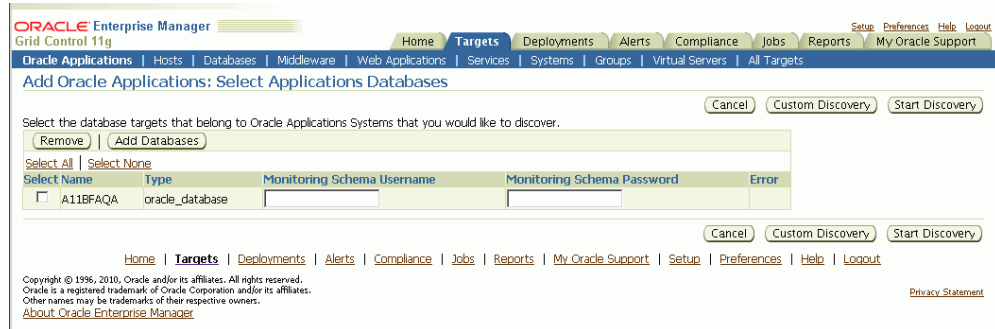 ORACLE Enterprise Manager
Grid Control 11g
Setup Preferences Help Logout
Home Targets Deployments Alerts Compliance Jobs Reports My Oracle Support
Oracle Applications | Hosts | Databases | Middleware | Web Applications | Services | Systems | Groups | Virtual Servers | All Targets
Add Oracle Applications: Select Applications Databases
Cancel Custom Discovery Start Discovery
Select the database targets that belong to Oracle Applications Systems that you would like to discover.
Remove | Add Databases
Select All | Select None
Select Name Type Monitoring Schema Username Monitoring Schema Password Error
A11BFAQA oracle_database
Cancel Custom Discovery Start Discovery
Home | Targets | Deployments | Alerts | Compliance | Jobs | Reports | My Oracle Support | Setup | Preferences | Help | Logout
Copyright © 1996, 2010, Oracle and/or its affiliates. All rights reserved.
Oracle is a registered trademark of Oracle Corporation and/or its affiliates.
Other names may be trademarks of their respective owners.
Privacy Statement
About Oracle Enterprise Manager